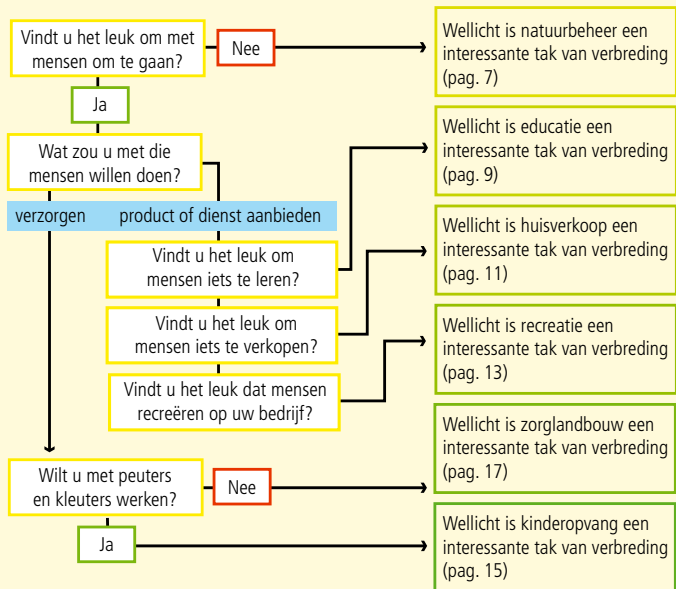 Vindt u het leuk om met
mensen om te gaan?
Nee
Wellicht is natuurbeheer een
interessante tak van verbreding
(pag. 7)
Ja
Wat zou u met die
mensen willen doen?
Wellicht is educatie een
interessante tak van verbreding
(pag. 9)
verzorgen
product of dienst aanbieden
Vindt u het leuk om
mensen iets te leren?
Wellicht is huisverkoop een
interessante tak van verbreding
(pag. 11)
Vindt u het leuk om
mensen iets te verkopen?
Wellicht is recreatie een
interessante tak van verbreding
(pag. 13)
Vindt u het leuk dat mensen
recreëren op uw bedrijf?
Wellicht is zorglandbouw een
interessante tak van verbreding
(pag. 17)
Wilt u met peuters
en kleuters werken?
Nee
Ja
Wellicht is kinderopvang een
interessante tak van verbreding
(pag. 15)